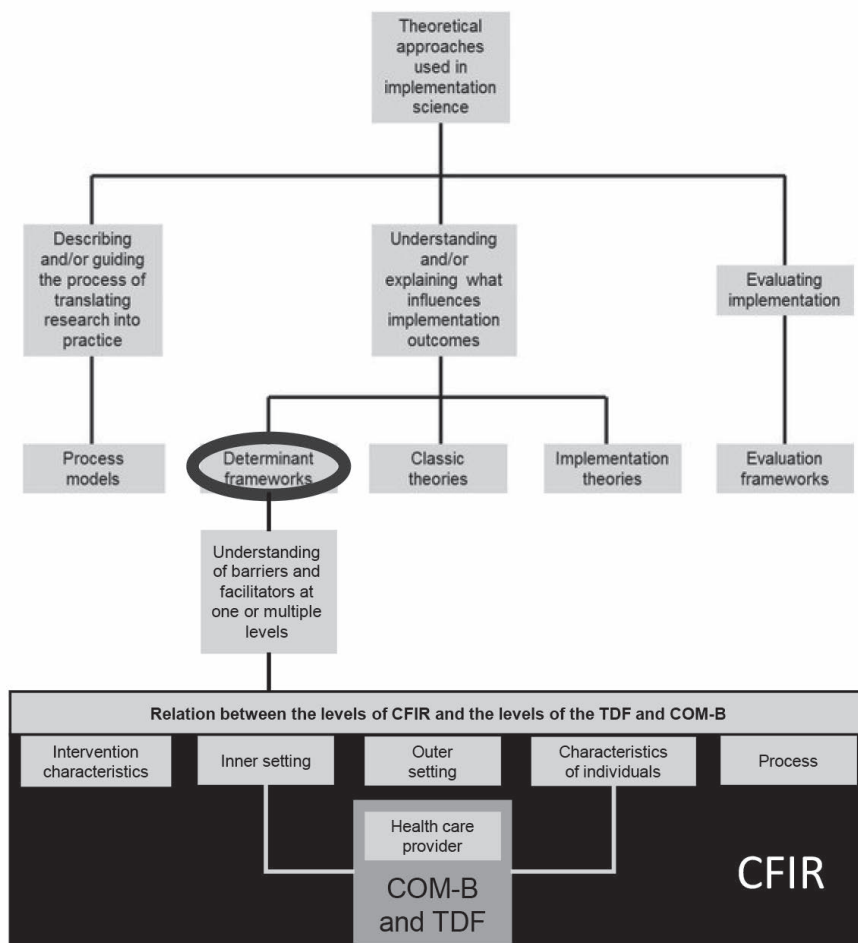 Theoretical
approaches
used in
implementation
science
Describing
and/or guiding
the process of
translating
research into
practice
Understanding
and/or
explaining what
influences
implementation
outcomes
Evaluating
implementation
Process
models
Determinant
frameworks
Classic
theories
Implementation
theories
Evaluation
frameworks
Understanding
of barriers and
facilitators at
one or multiple
levels
Relation between the levels of CFIR and the levels of the TDF and COM-B
Intervention
characteristics
Inner setting
Outer
setting
Characteristics
of individuals
Process
Health care
provider
COM-B
and TDF
CFIR